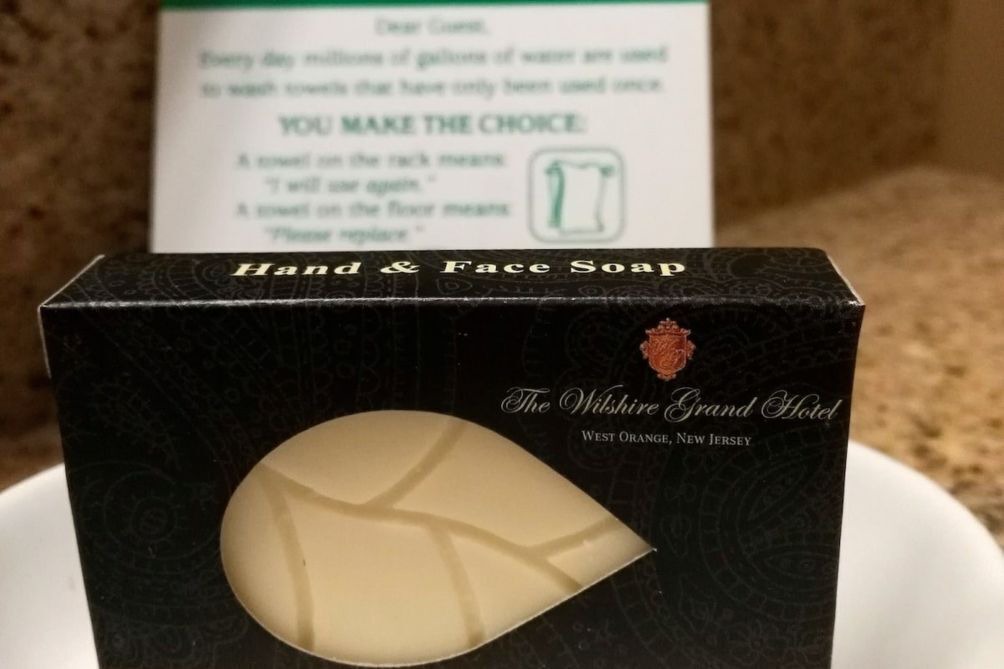 Dear Guest,
Every day millions of gallons of water are used
to wash towels that have only been used once.
YOU MAKE THE CHOICE:
A towel on the rack means
"I will use again."
A towel on the floor means
"Please replace."
Hand & Face Soap
The Wilshire Grand Hotel
West Orange, New Jersey